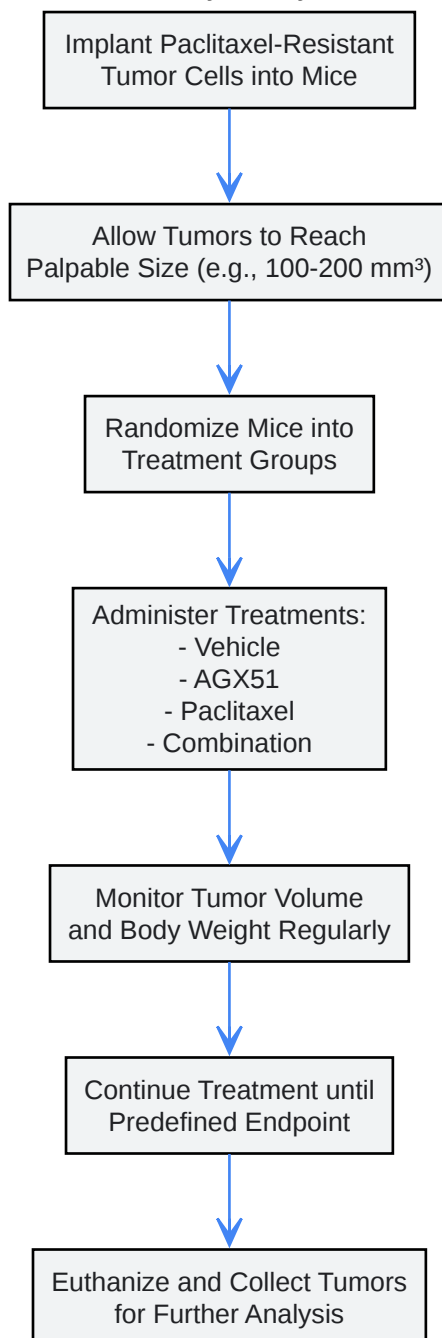 Implant Paclitaxel-Resistant
Tumor Cells into Mice
Allow Tumors to Reach
Palpable Size (e.g., 100-200 mm³)
Randomize Mice into
Treatment Groups
Administer Treatments:
- Vehicle
- AGX51
- Paclitaxel
- Combination
Monitor Tumor Volume
and Body Weight Regularly
Continue Treatment until
Predefined Endpoint
Euthanize and Collect Tumors
for Further Analysis